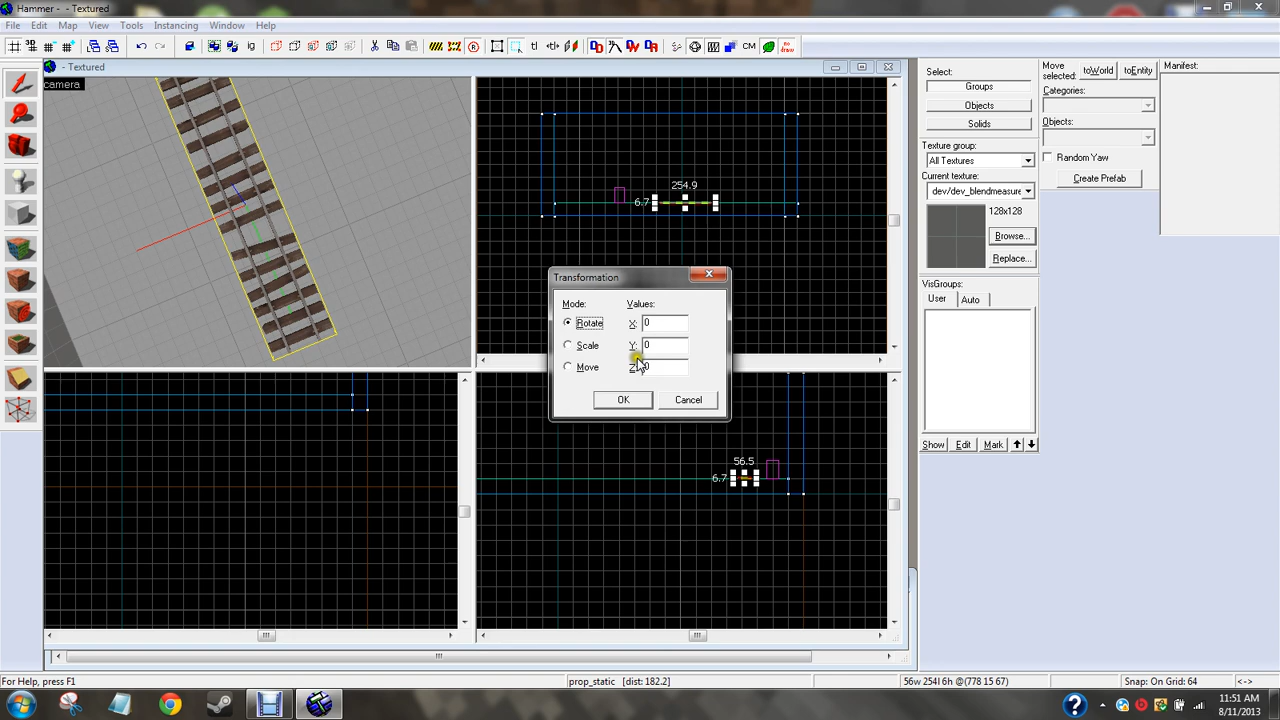 Hammer - - Textured
File Edit Map View Tools Instancing Window Help
- Textured
camera
254.9
6.7
56.5
6.7
Transformation
Mode: Values:
Rotate X: 0
Scale Y: 0
Move Z: 0
OK Cancel
Select:
Groups
Objects
Solids
Texture group:
All Textures
Current texture:
dev/dev_blendmeasure
128x128
Browse...
Replace...
VisGroups:
User Auto
Show Edit Mark
Move selected: toWorld toEntity
Categories:
Objects:
Random Yaw
Create Prefab
Manifest:
For Help, press F1 prop_static [dist: 182.2] 56w 254l 6h @(778 15 67) Snap: On Grid: 64 <->
11:51 AM
8/11/2013